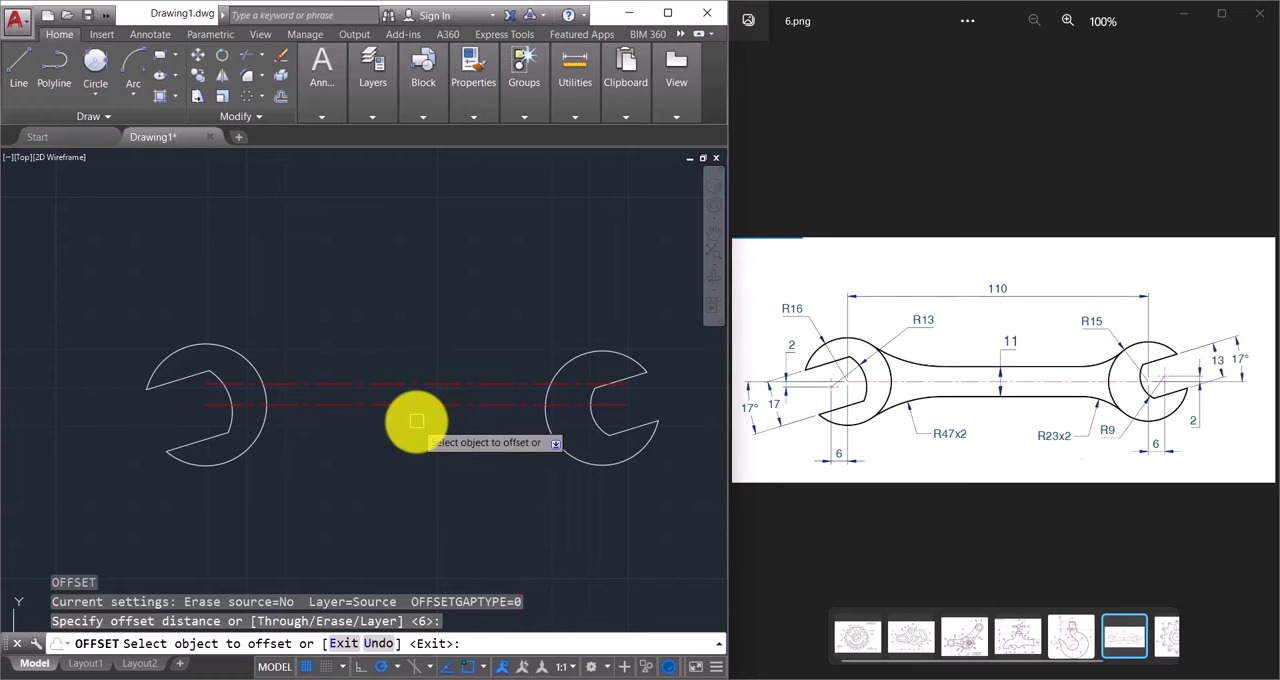 Drawing1.dwg
Type a keyword or phrase
Sign In
Home Insert Annotate Parametric View Manage Output Add-ins A360 Express Tools Featured Apps BIM 360
Line Polyline Circle Arc
Ann... Layers Block Properties Groups Utilities Clipboard View
Draw Modify
Start Drawing1*
[−][Top][2D Wireframe]
Select object to offset or
OFFSET
Current settings: Erase source=No Layer=Source OFFSETGAPTYPE=0
Specify offset distance or [Through/Erase/Layer] <6>:
OFFSET Select object to offset or [Exit Undo] <Exit>:
Y
Model Layout1 Layout2 +
MODEL 1:1
6.png
100%
110
R16
R13
R15
2
11
13
17°
17°
17
R47x2
R23x2
R9
2
6
6